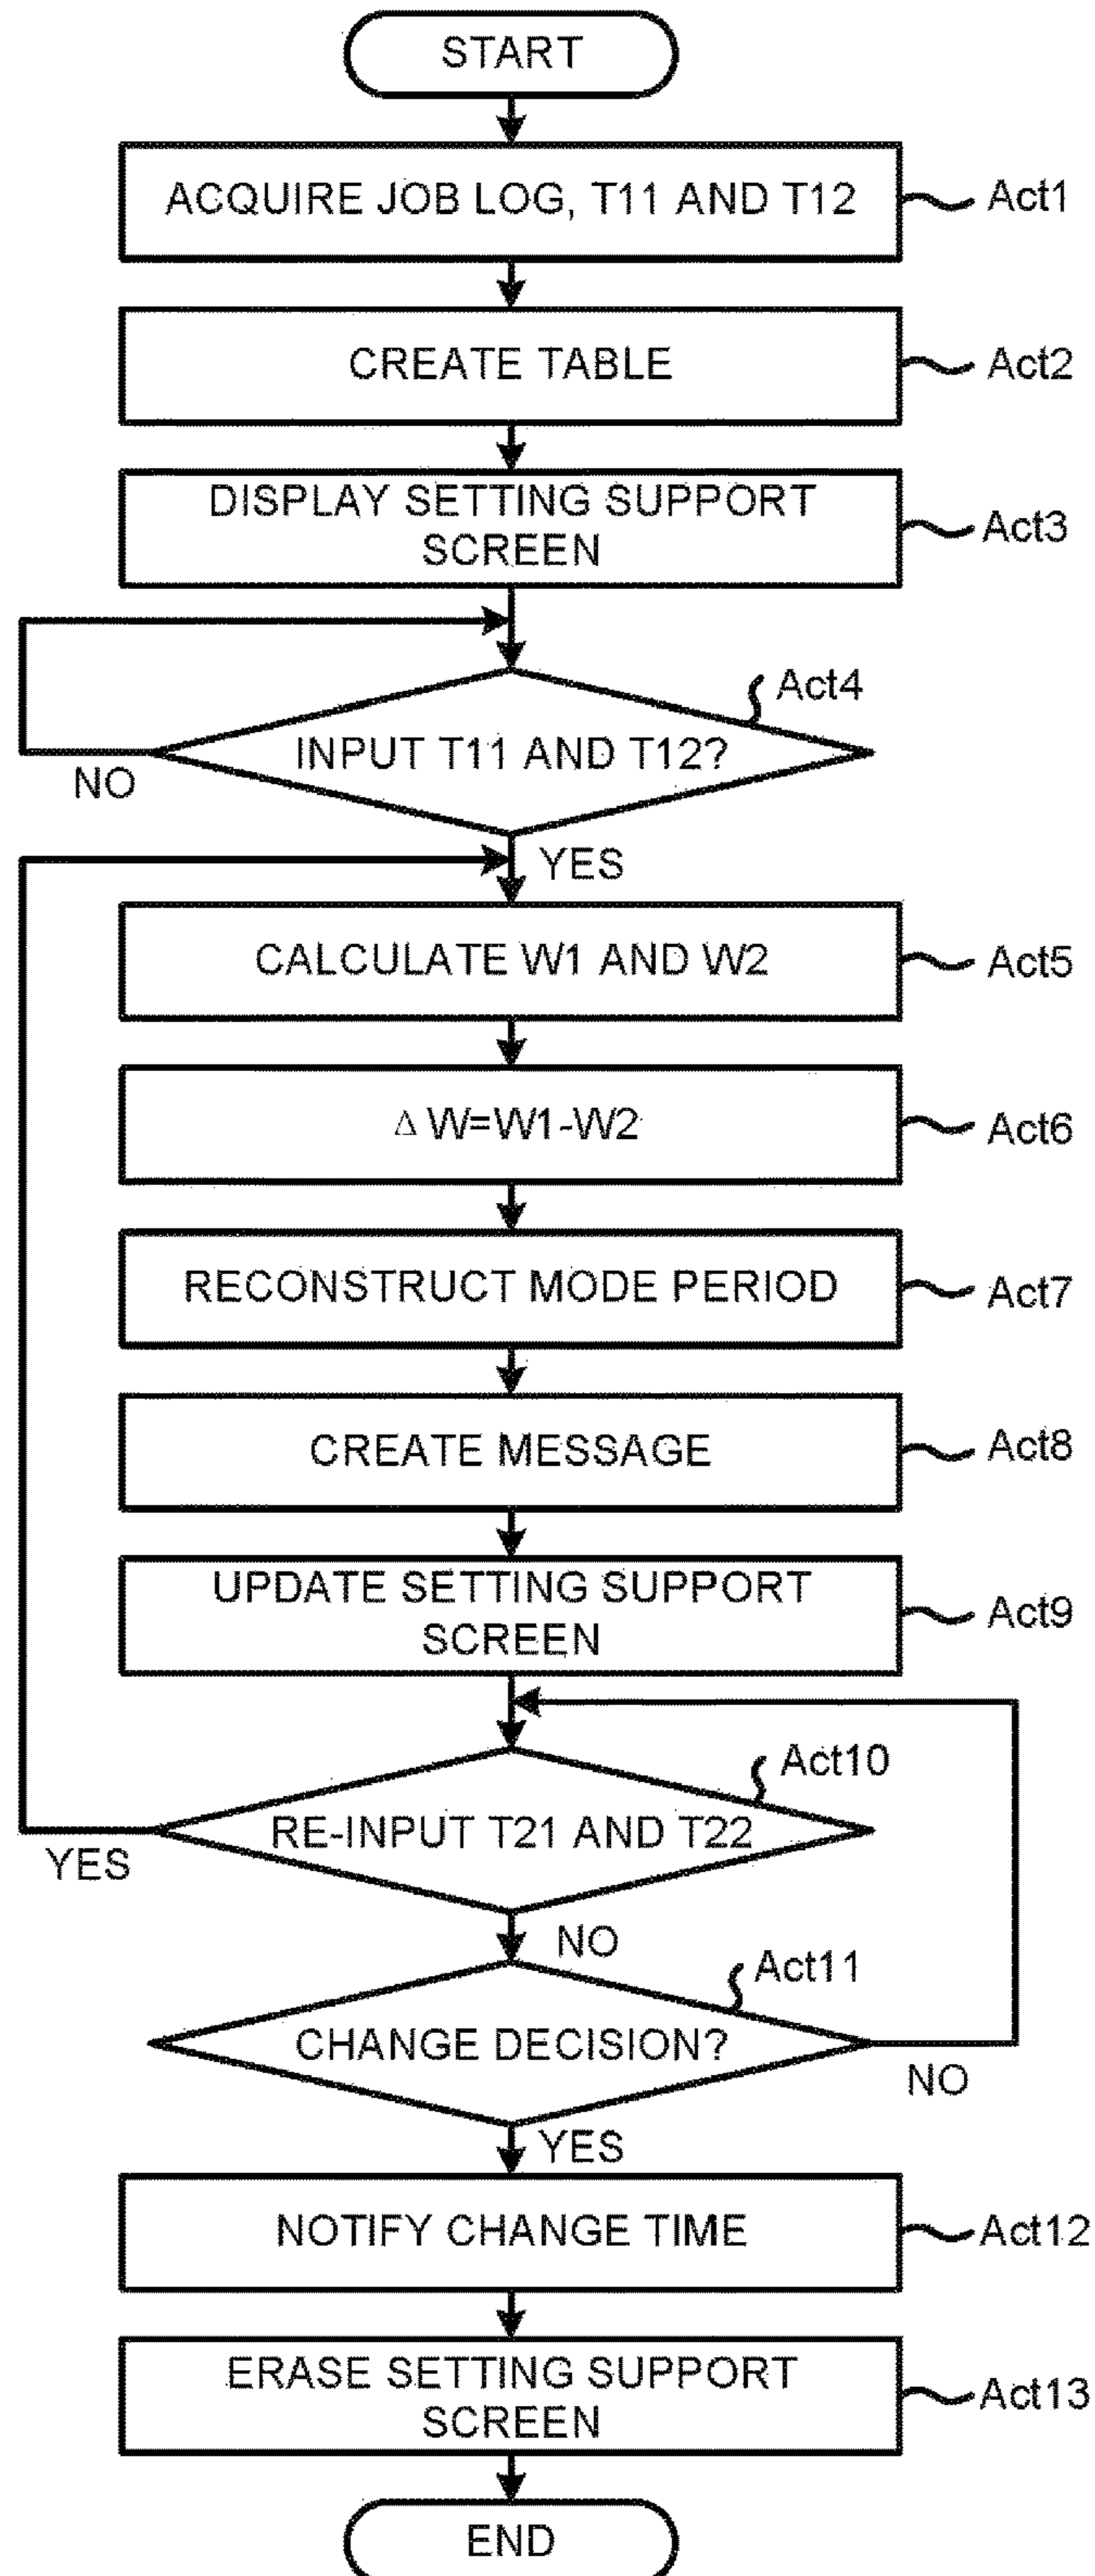 START
ACQUIRE JOB LOG, T11 AND T12
Act1
CREATE TABLE
Act2
DISPLAY SETTING SUPPORT
SCREEN
Act3
Act4
INPUT T11 AND T12?
NO
YES
CALCULATE W1 AND W2
Act5
Δ W=W1-W2
Act6
RECONSTRUCT MODE PERIOD
Act7
CREATE MESSAGE
Act8
UPDATE SETTING SUPPORT
SCREEN
Act9
Act10
RE-INPUT T21 AND T22
YES
NO
Act11
CHANGE DECISION?
NO
YES
NOTIFY CHANGE TIME
Act12
ERASE SETTING SUPPORT
SCREEN
Act13
END